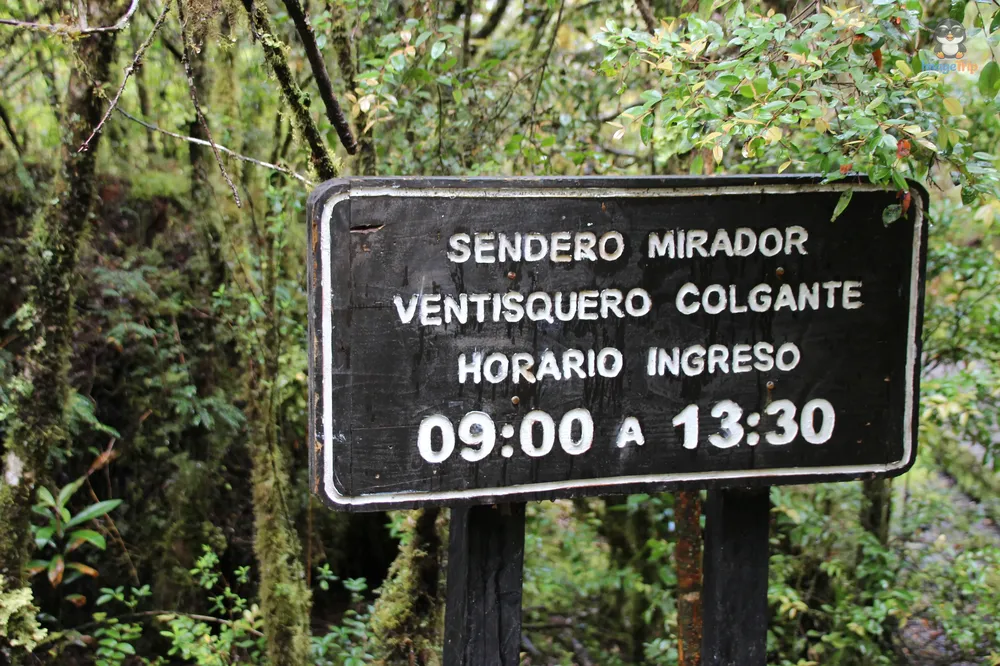 SENDERO MIRADOR
VENTISQUERO COLGANTE
HORARIO INGRESO
09:00 A 13:30